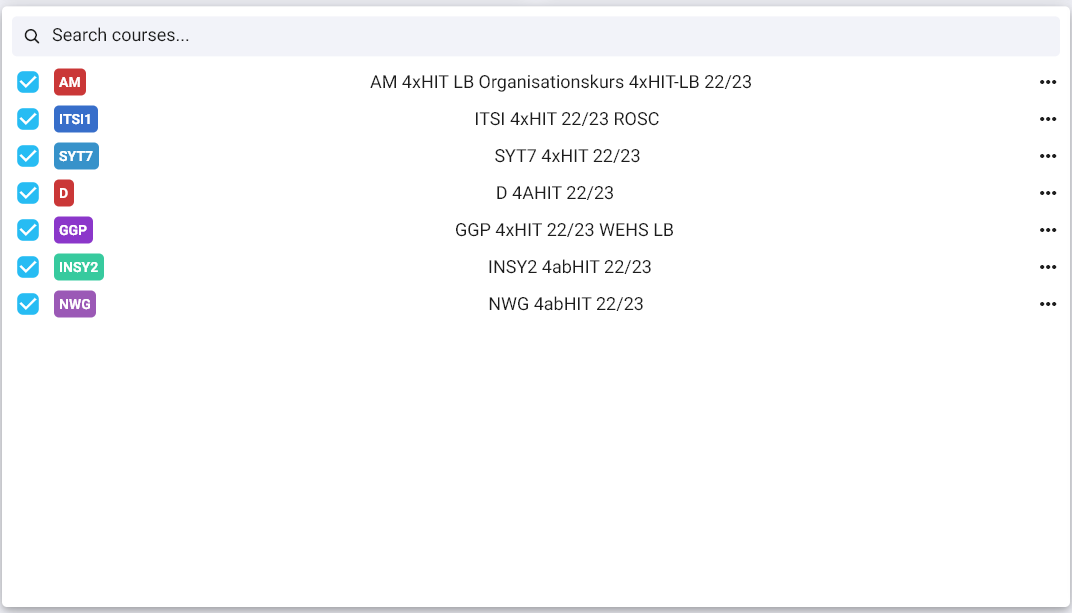 Search courses...
AM AM 4xHIT LB Organisationskurs 4xHIT-LB 22/23
ITSI1 ITSI 4xHIT 22/23 ROSC
SYT7 SYT7 4xHIT 22/23
D D 4AHIT 22/23
GGP GGP 4xHIT 22/23 WEHS LB
INSY2 INSY2 4abHIT 22/23
NWG NWG 4abHIT 22/23